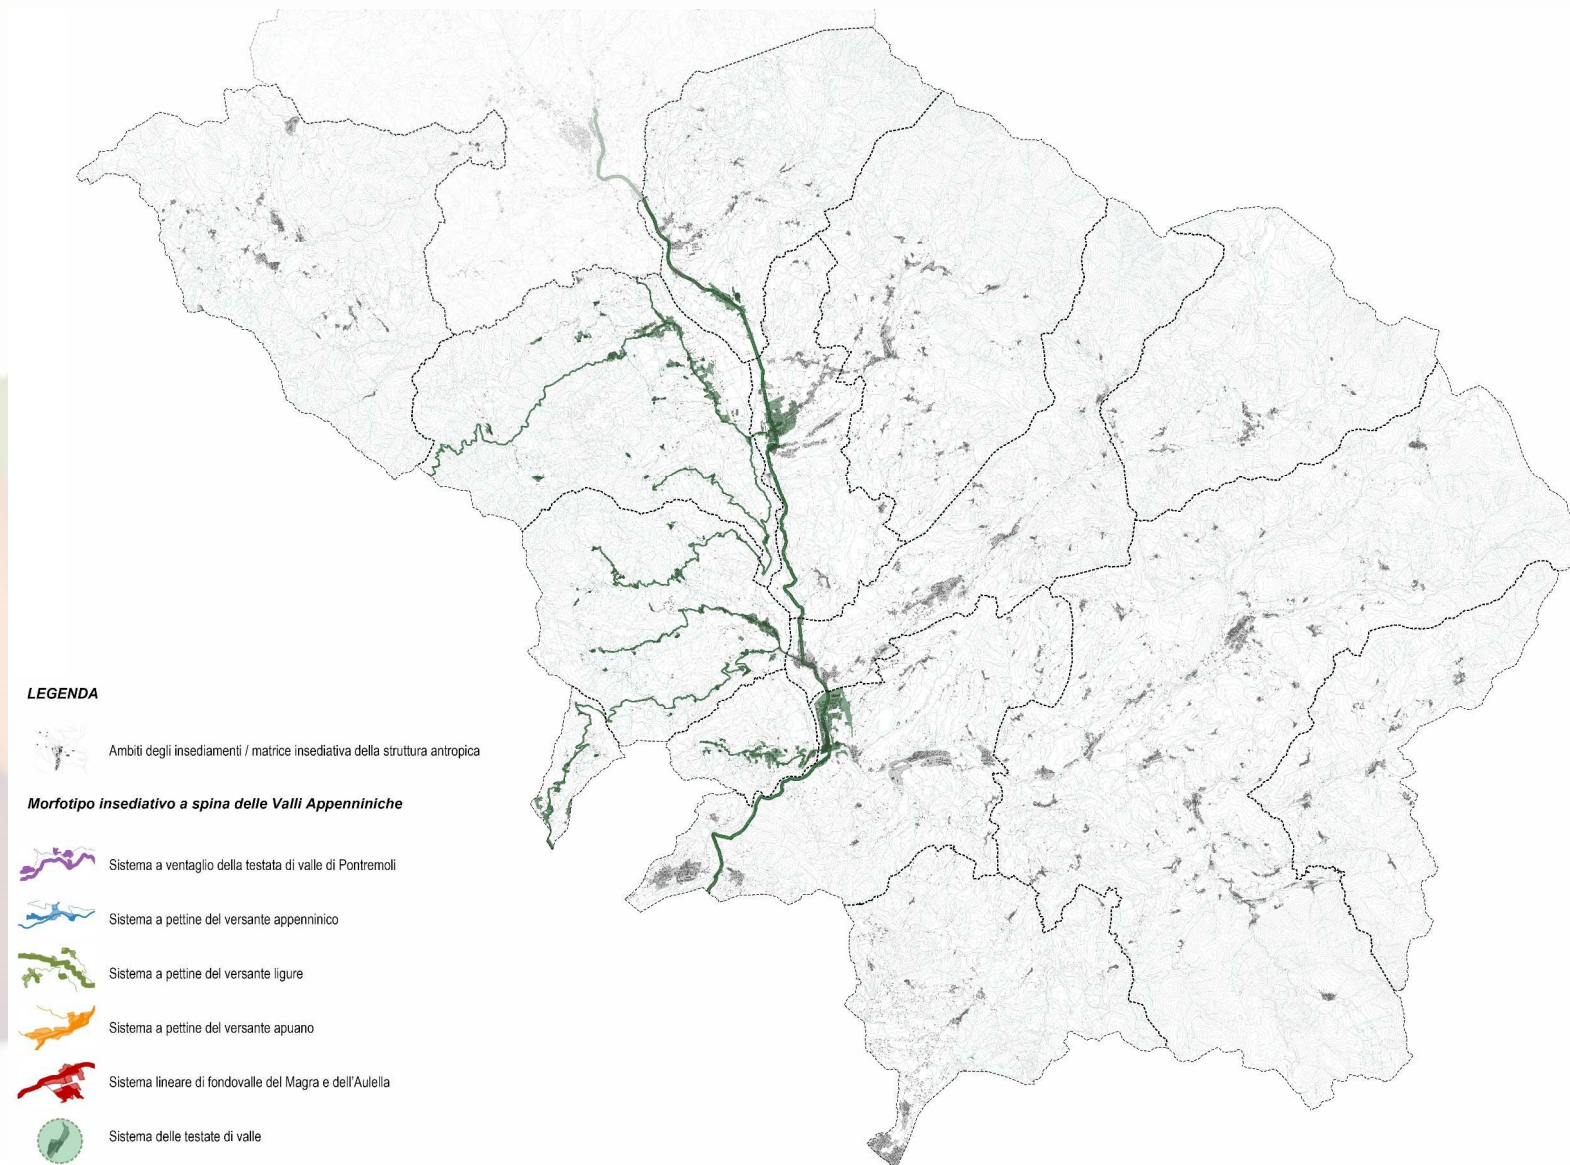 LEGENDA
Ambiti degli insediamenti / matrice insediativa della struttura antropica
Morfotipo insediativo a spina delle Valli Appenniniche
Sistema a ventaglio della testata di valle di Pontremoli
Sistema a pettine del versante appenninico
Sistema a pettine del versante ligure
Sistema a pettine del versante apuano
Sistema lineare di fondovalle del Magra e dell'Aulella
Sistema delle testate di valle